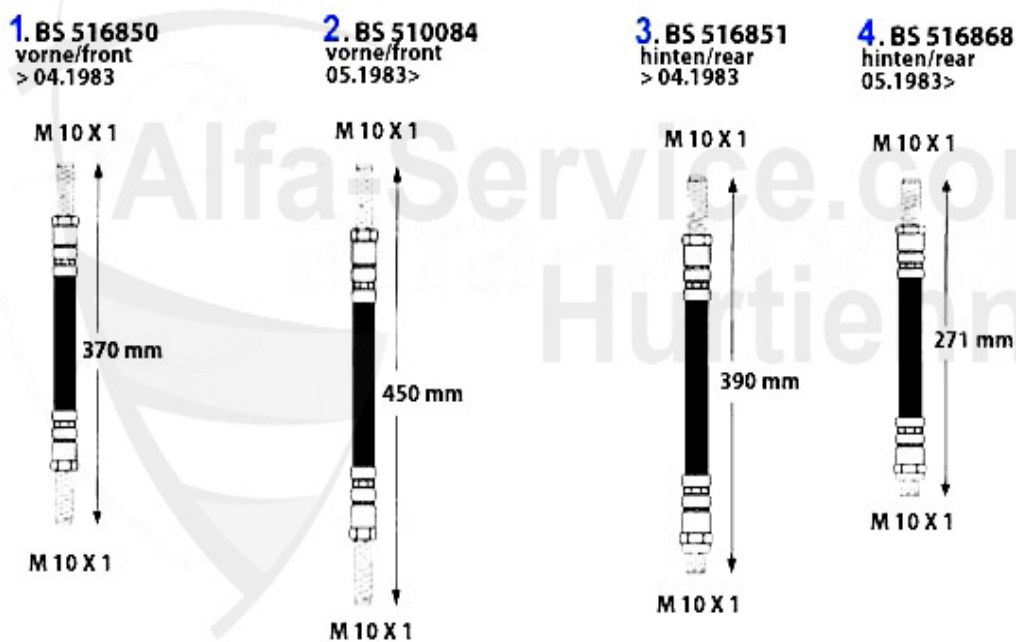 1. BS 516850
vorne/front
> 04.1983
M 10 X 1
370 mm
M 10 X 1
2. BS 510084
vorne/front
05.1983>
M 10 X 1
450 mm
M 10 X 1
3. BS 516851
hinten/rear
> 04.1983
M 10 X 1
390 mm
M 10 X 1
4. BS 516868
hinten/rear
05.1983>
M 10 X 1
271 mm
M 10 X 1
Alfa-Service.co
Hurtienn